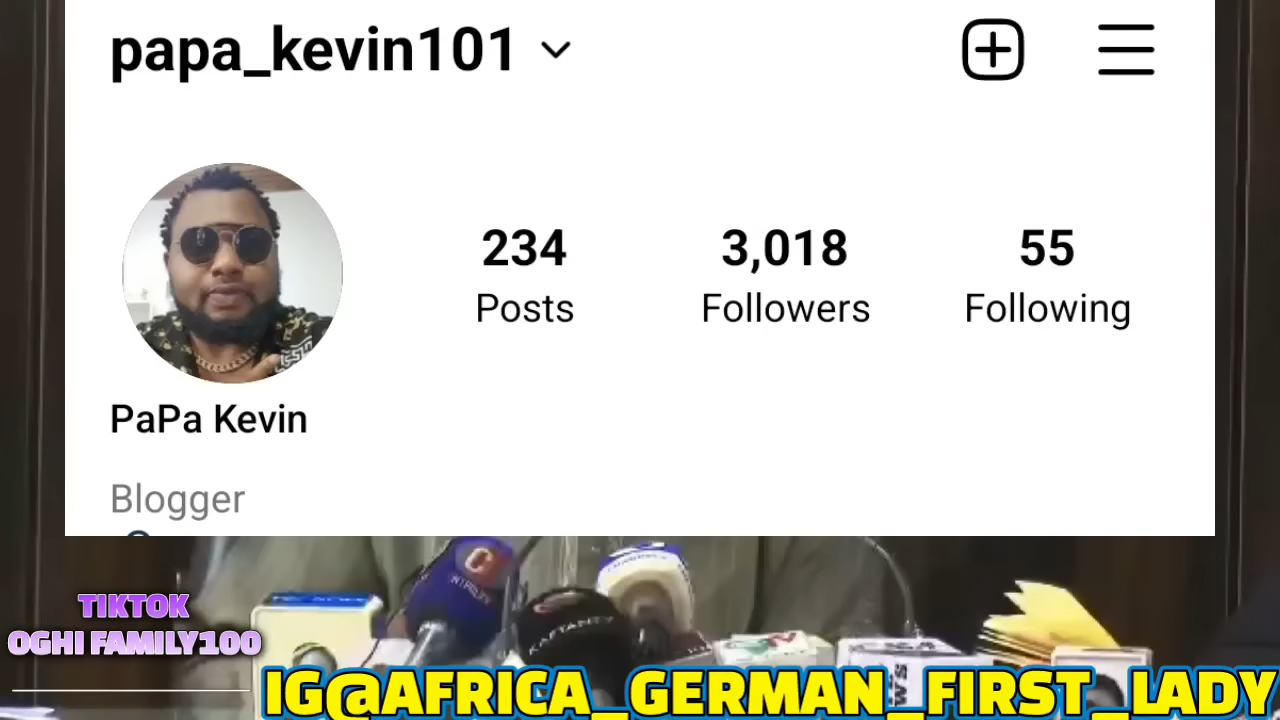 papa_kevin101
234
3,018
55
Posts
Followers
Following
PaPa Kevin
Blogger
C
TIKTOK
OGHI FAMILY100
IG@AFRICA_GERMAN_FIRST_LADY